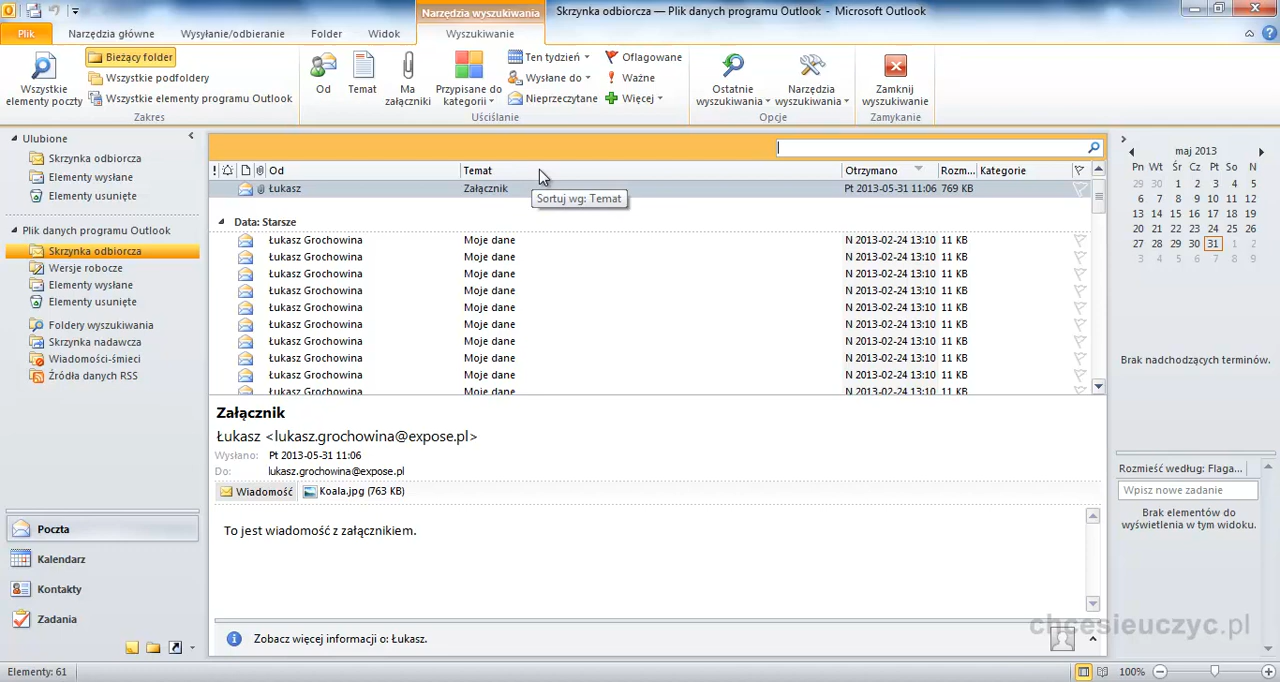 Narzędzia wyszukiwania
Skrzynka odbiorcza — Plik danych programu Outlook - Microsoft Outlook
Plik
Narzędzia główne
Wysyłanie/odbieranie
Folder
Widok
Wyszukiwanie
Wszystkie elementy poczty
Bieżący folder
Wszystkie podfoldery
Wszystkie elementy programu Outlook
Zakres
Od
Temat
Ma załączniki
Przypisane do kategorii
Ten tydzień
Wysłane do
Nieprzeczytane
Oflagowane
Ważne
Więcej
Uściślanie
Ostatnie wyszukiwania
Narzędzia wyszukiwania
Opcje
Zamknij wyszukiwanie
Zamykanie
Ulubione
Skrzynka odbiorcza
Elementy wysłane
Elementy usunięte
Plik danych programu Outlook
Skrzynka odbiorcza
Wersje robocze
Elementy wysłane
Elementy usunięte
Foldery wyszukiwania
Skrzynka nadawcza
Wiadomości-śmieci
Źródła danych RSS
Poczta
Kalendarz
Kontakty
Zadania
! Od Temat Otrzymano Rozm... Kategorie
Łukasz Załącznik Pt 2013-05-31 11:06 769 KB
Sortuj wg: Temat
Data: Starsze
Łukasz Grochowina Moje dane N 2013-02-24 13:10 11 KB
Łukasz Grochowina Moje dane N 2013-02-24 13:10 11 KB
Łukasz Grochowina Moje dane N 2013-02-24 13:10 11 KB
Łukasz Grochowina Moje dane N 2013-02-24 13:10 11 KB
Łukasz Grochowina Moje dane N 2013-02-24 13:10 11 KB
Łukasz Grochowina Moje dane N 2013-02-24 13:10 11 KB
Łukasz Grochowina Moje dane N 2013-02-24 13:10 11 KB
Łukasz Grochowina Moje dane N 2013-02-24 13:10 11 KB
Łukasz Grochowina Moje dane N 2013-02-24 13:10 11 KB
Łukasz Grochowina Moje dane N 2013-02-24 13:10 11 KB
Załącznik
Łukasz <lukasz.grochowina@expose.pl>
Wysłano: Pt 2013-05-31 11:06
Do: lukasz.grochowina@expose.pl
Wiadomość Koala.jpg (763 KB)
To jest wiadomość z załącznikiem.
Zobacz więcej informacji o: Łukasz.
maj 2013
Pn Wt Śr Cz Pt So N
29 30 1 2 3 4 5
6 7 8 9 10 11 12
13 14 15 16 17 18 19
20 21 22 23 24 25 26
27 28 29 30 31 1 2
3 4 5 6 7 8 9
Brak nadchodzących terminów.
Rozmieść według: Flaga...
Wpisz nowe zadanie
Brak elementów do
wyświetlenia w tym widoku.
chcesieuczyc.pl
Elementy: 61
100%